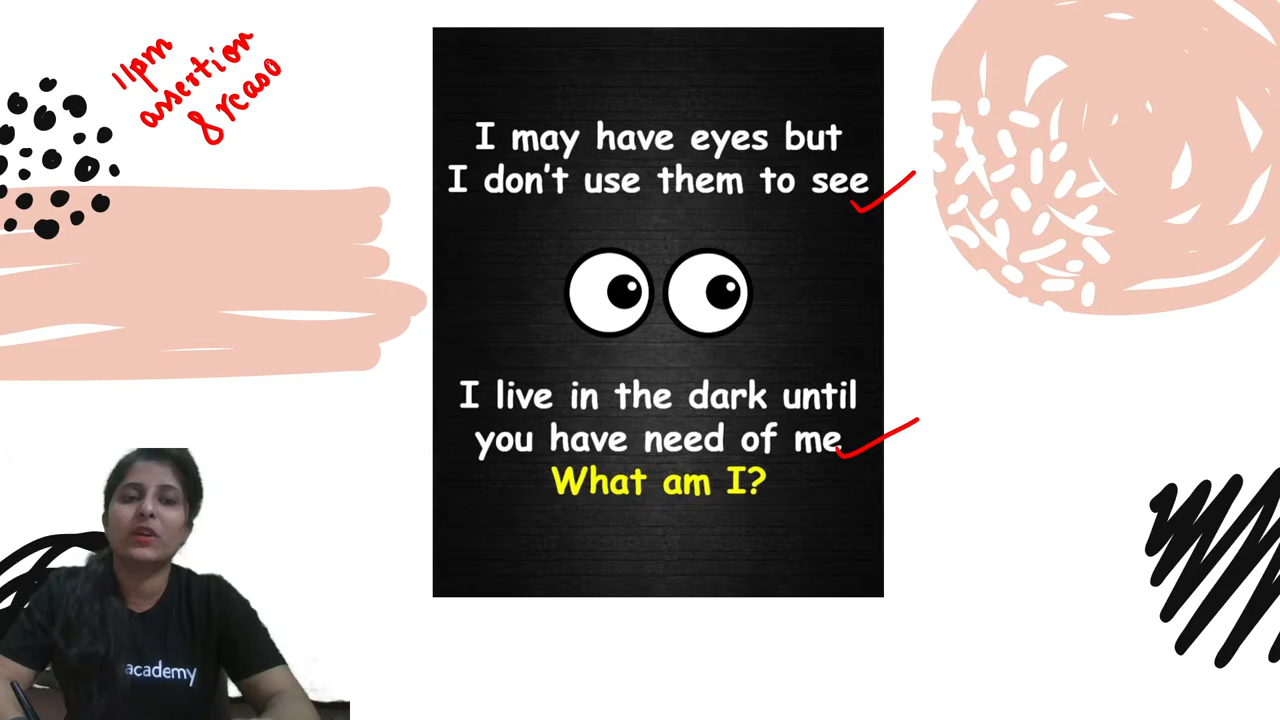 11pm
assertion
& reaso
I may have eyes but
I don't use them to see
I live in the dark until
you have need of me
What am I?
academy